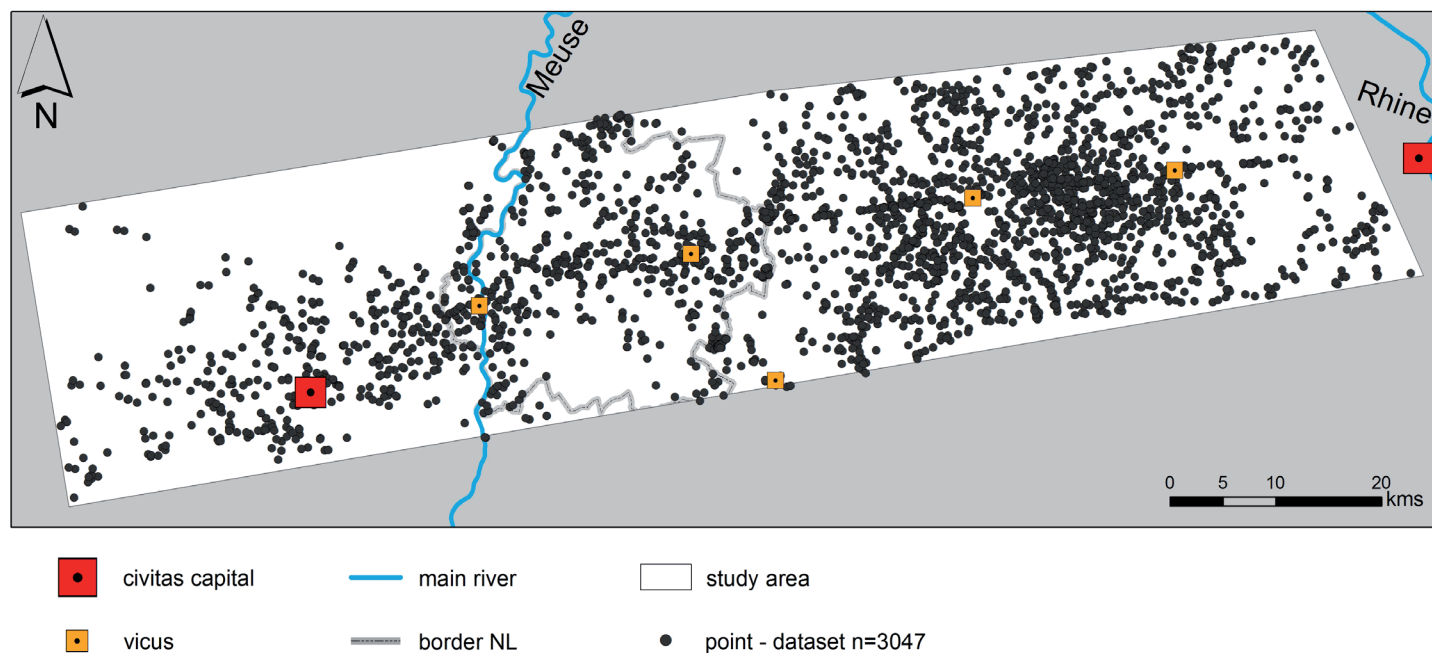 Meuse
Rhine
N
0 5 10 20
kms
civitas capital
main river
study area
vicus
border NL
point - dataset n=3047